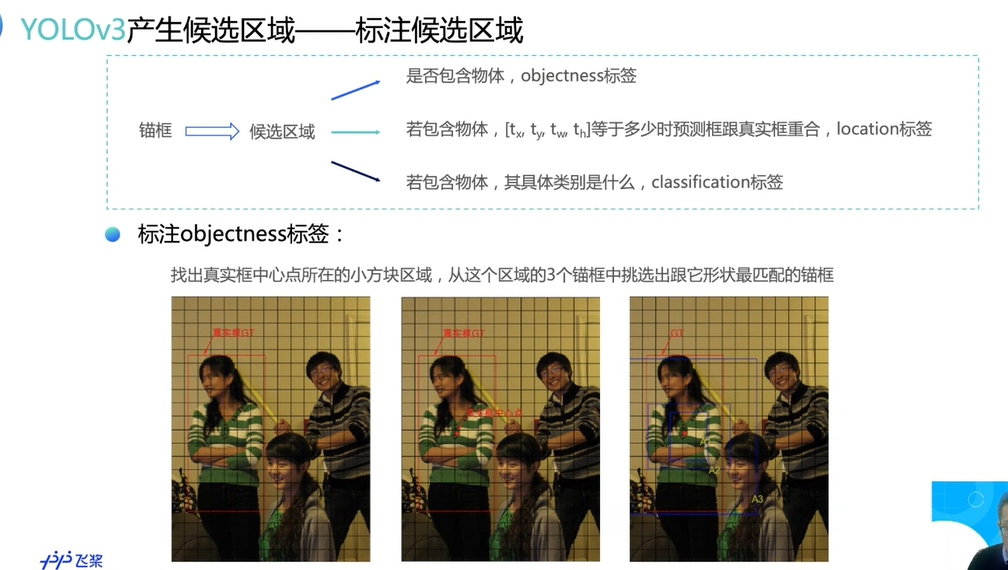 YOLOv3产生候选区域——标注候选区域
是否包含物体，objectness标签
锚框
候选区域
若包含物体，[tx, ty, tw, th]等于多少时预测框跟真实框重合，location标签
若包含物体，其具体类别是什么，classification标签
标注objectness标签：
找出真实框中心点所在的小方块区域，从这个区域的3个锚框中挑选出跟它形状最匹配的锚框
真实框GT
真实框GT
GT
真实框中心点
A2
A3
飞桨